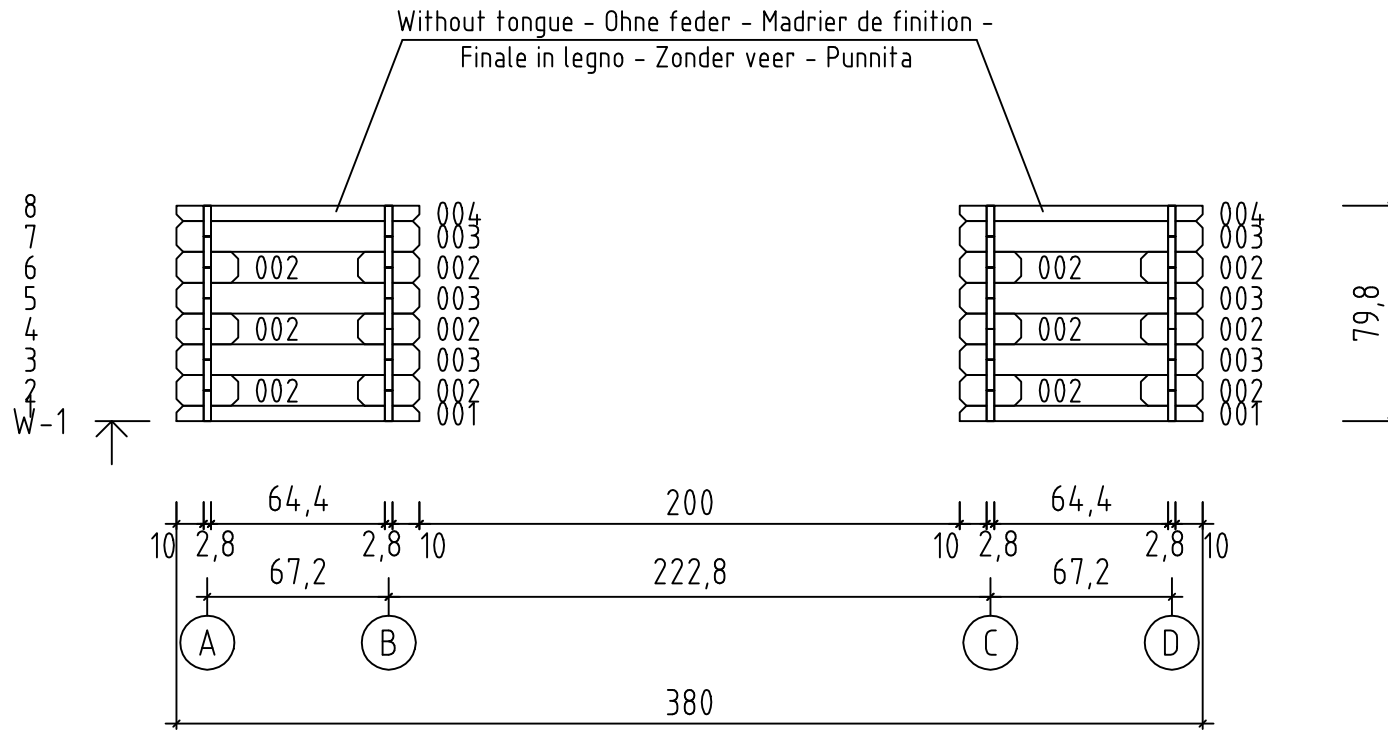 Without tongue - Ohne feder - Madrier de finition -
Finale in legno - Zonder veer - Punnita
8 004 004
7 003 003
6 002 002 002 002
5 003 003
4 002 002 002 002
3 003 003
2 002 002 002 002
1 001 001
W-1
79,8
64,4 200 64,4
10 2,8 2,8 10 10 2,8 2,8 10
67,2 222,8 67,2
A B C D
380